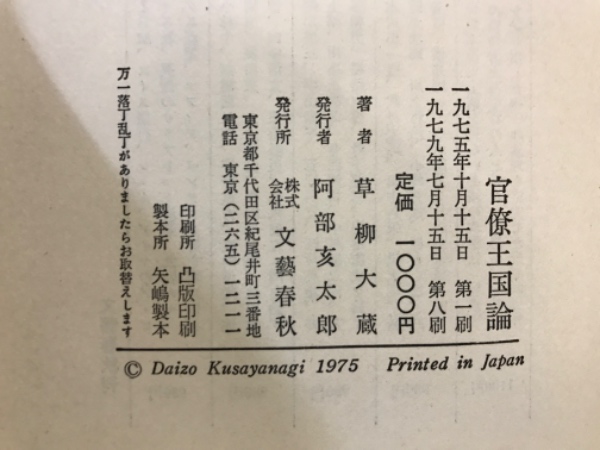 官僚王国論
一九七五年十月十五日 第一刷
一九七九年七月十五日 第八刷
定価 一〇〇〇円
著者 草柳大蔵
発行者 阿部亥太郎
発行所 株式会社 文藝春秋
東京都千代田区紀尾井町三番地
電話 東京(二六五)一二一一
印刷所 凸版印刷
製本所 矢嶋製本
万一落丁乱丁がありましたらお取替えします
© Daizo Kusayanagi 1975 Printed in Japan